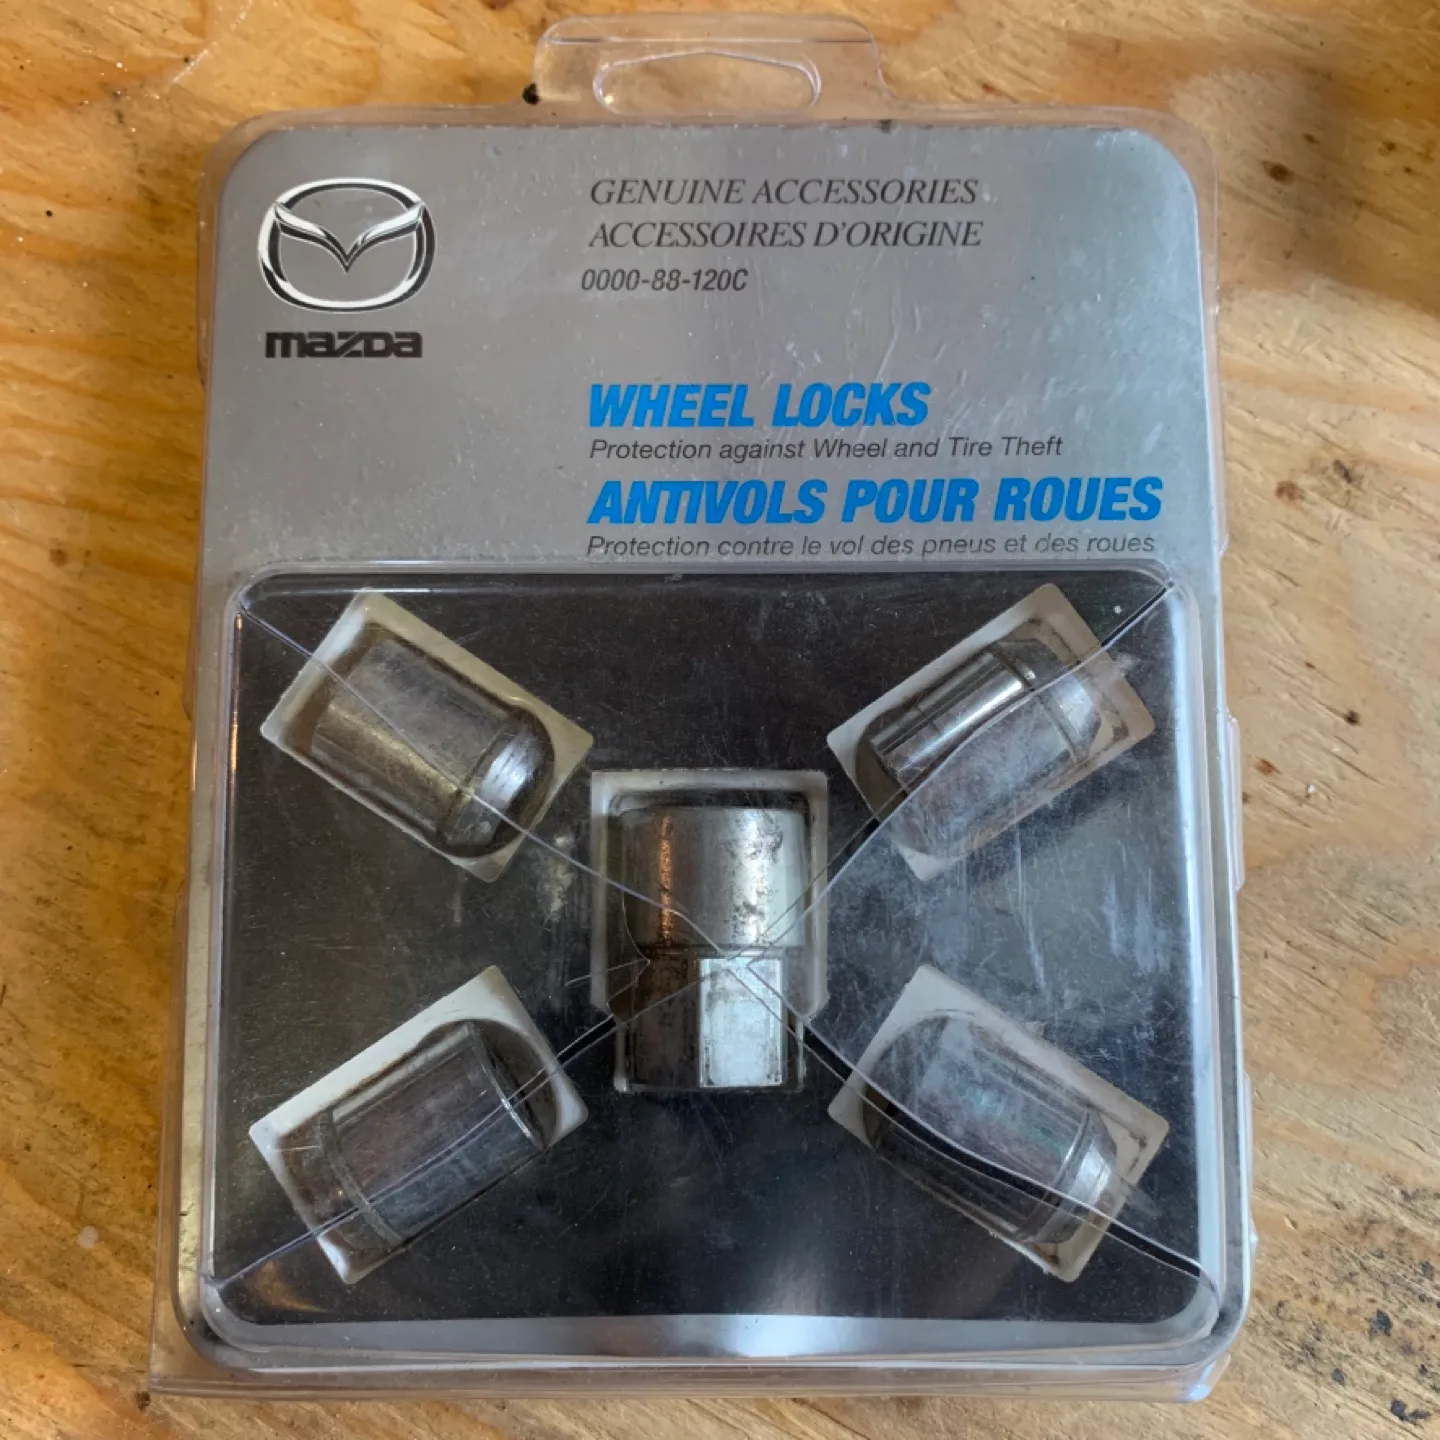 GENUINE ACCESSORIES
ACCESSOIRES D'ORIGINE
0000-88-120C
mazda
WHEEL LOCKS
Protection against Wheel and Tire Theft
ANTIVOLS POUR ROUES
Protection contre le vol des pneus et des roues